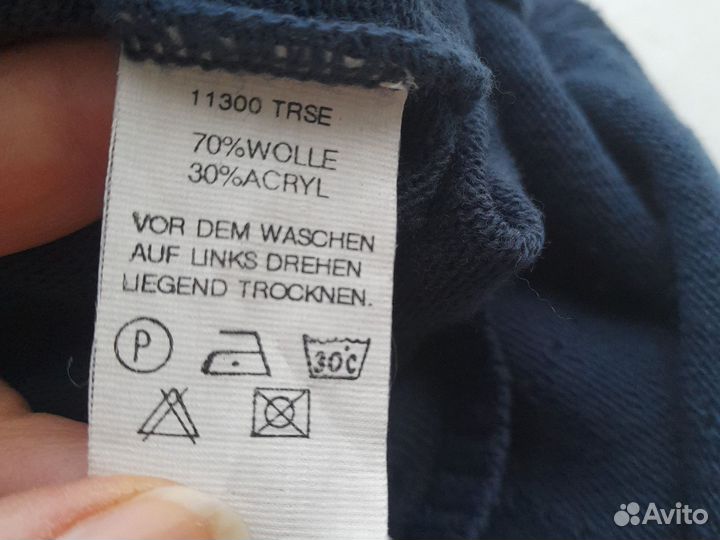 11300 TRSE
70%WOLLE
30%ACRYL
VOR DEM WASCHEN
AUF LINKS DREHEN
LIEGEND TROCKNEN.
P
30°C
Avito